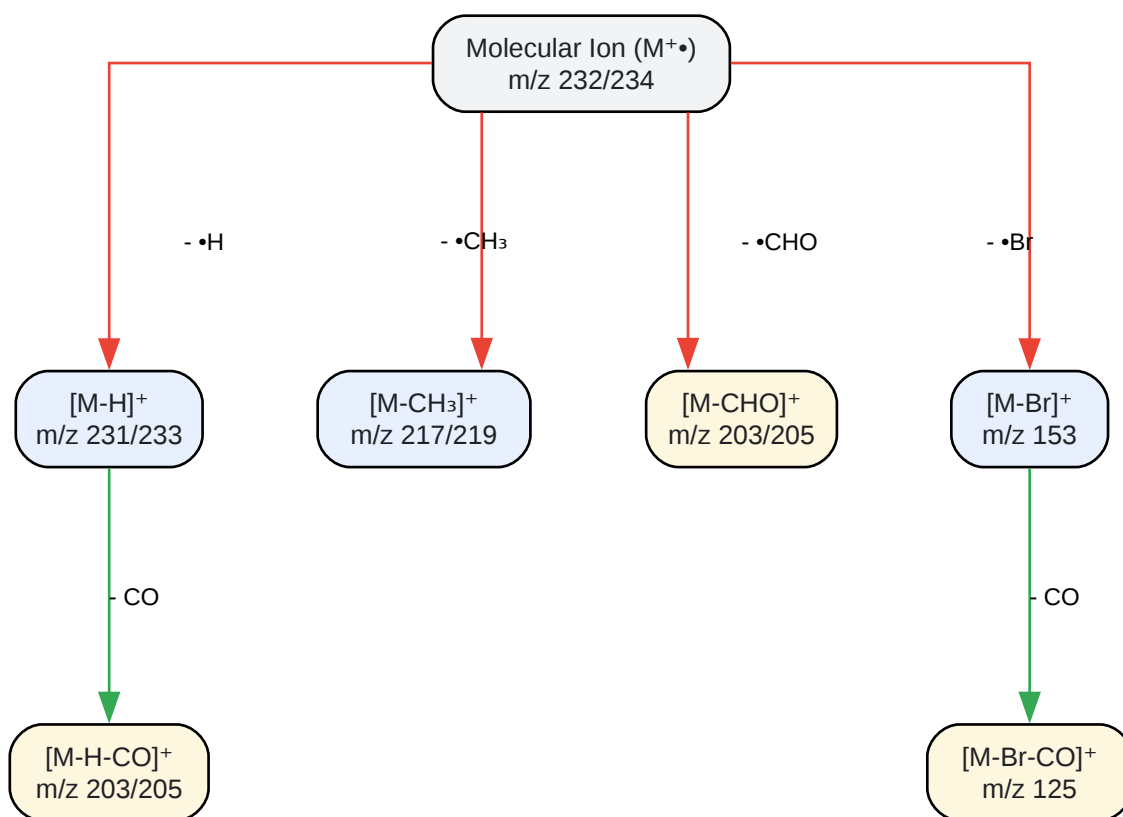 Molecular Ion (M⁺•)
m/z 232/234
- •H
- •CH₃
- •CHO
- •Br
[M-H]⁺
m/z 231/233
[M-CH₃]⁺
m/z 217/219
[M-CHO]⁺
m/z 203/205
[M-Br]⁺
m/z 153
- CO
- CO
[M-H-CO]⁺
m/z 203/205
[M-Br-CO]⁺
m/z 125